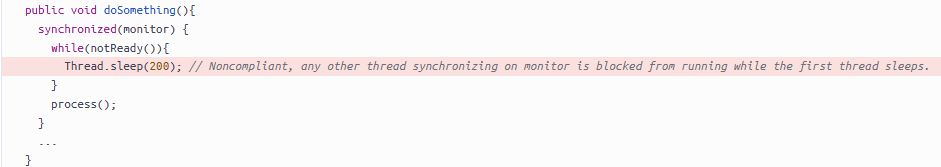 public void doSomething(){
  synchronized(monitor) {
    while(notReady()){
      Thread.sleep(200); // Noncompliant, any other thread synchronizing on monitor is blocked from running while the first thread sleeps.
    }
    process();
  }
  ...
}